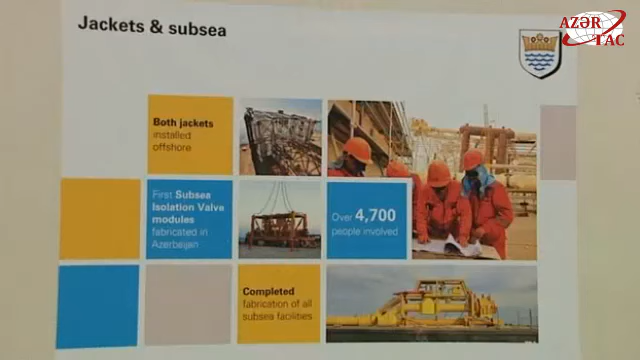 Jackets & subsea
AZƏR
TAC
Both jackets
installed
offshore
First Subsea
Isolation Valve
modules
fabricated in
Azerbaijan
Over 4,700
people involved
Completed
fabrication of all
subsea facilities